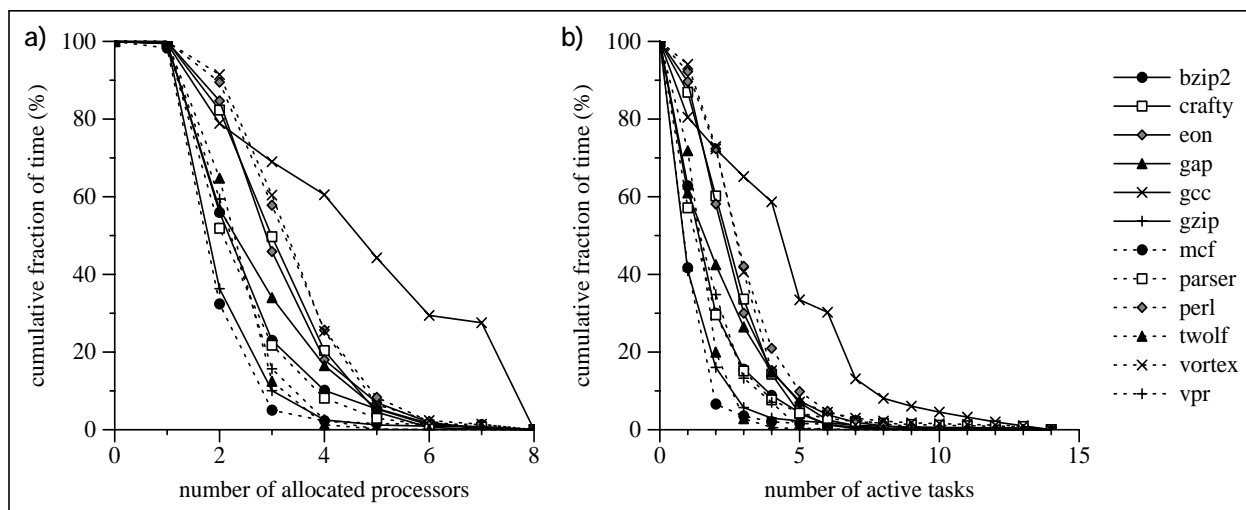 a)
cumulative fraction of time (%)
100
80
60
40
20
0
0
2
4
6
8
number of allocated processors
b)
cumulative fraction of time (%)
100
80
60
40
20
0
0
5
10
15
number of active tasks
bzip2
crafty
eon
gap
gcc
gzip
mcf
parser
perl
twolf
vortex
vpr